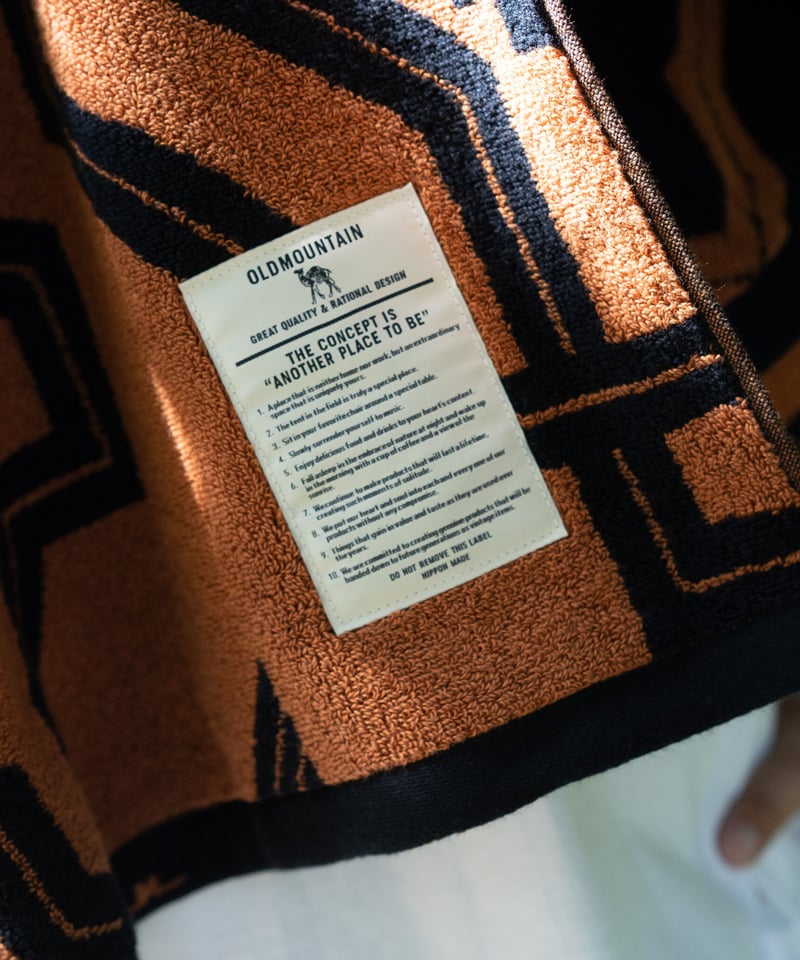 OLDMOUNTAIN
GREAT QUALITY & RATIONAL DESIGN
THE CONCEPT IS
“ANOTHER PLACE TO BE”
1. A place that is neither home nor work, but an extraordinary
space that is uniquely yours.
2. The tent in the field is truly a special place.
3. Sit in your favorite chair around a special table.
4. Slowly surrender yourself to music.
5. Enjoy delicious food and drinks to your heart's content.
6. Fall asleep in the embrace of nature at night and wake up
in the morning with a cup of coffee and a view of the
sunrise.
7. We continue to make products that will last a lifetime,
creating such moments of solitude.
8. We put our heart and soul into each and every one of our
products without any compromise.
9. Things that gain in value and taste as they are used over
the years.
10. We are committed to creating genuine products that will be
handed down to future generations as vintage items.
DO NOT REMOVE THIS LABEL
NIPPON MADE